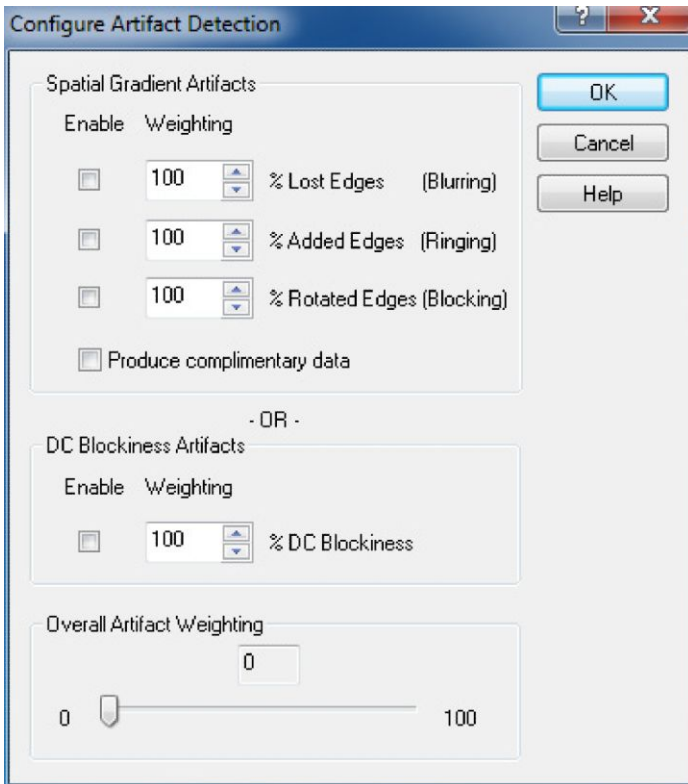 Configure Artifact Detection
? X
Spatial Gradient Artifacts
OK
Enable Weighting
Cancel
100 % Lost Edges (Blurring)
Help
100 % Added Edges (Ringing)
100 % Rotated Edges (Blocking)
Produce complimentary data
- OR -
DC Blockiness Artifacts
Enable Weighting
100 % DC Blockiness
Overall Artifact Weighting
0
0 100